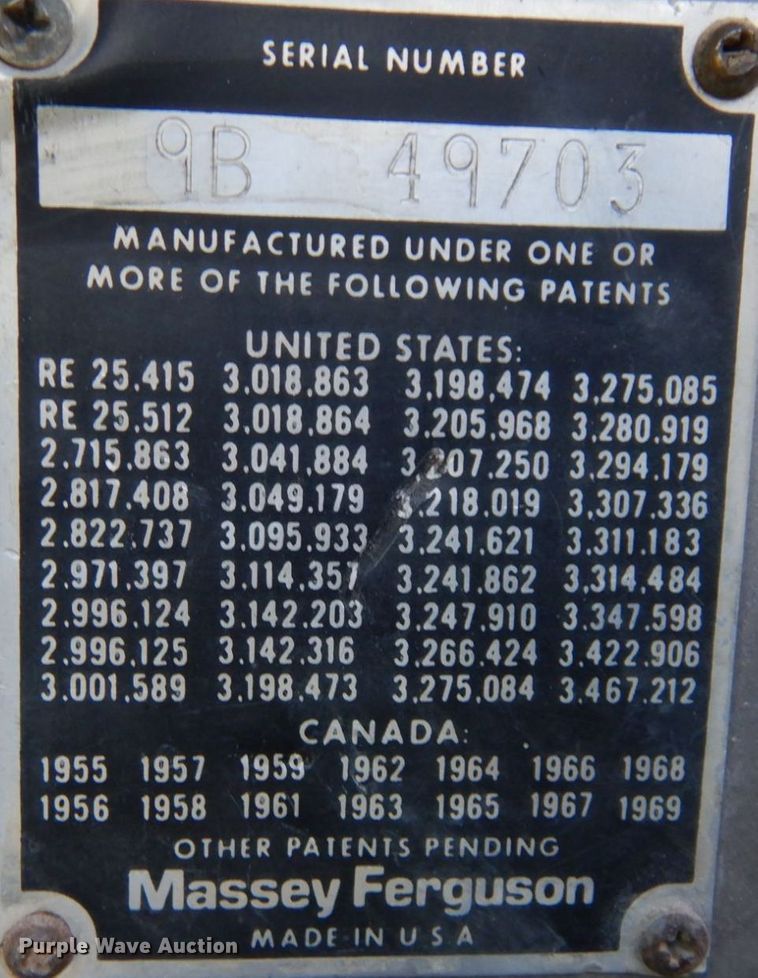 SERIAL NUMBER
9B 49703
MANUFACTURED UNDER ONE OR
MORE OF THE FOLLOWING PATENTS
UNITED STATES:
RE 25.415 3.018.863 3,198,474 3,275,085
RE 25.512 3.018.864 3.205.968 3,280.919
2,715.863 3.041,884 3,207,250 3,294.179
2.817.408 3.049.179 3,218.019 3,307.336
2.822.737 3.095.933 3,241.621 3,311.183
2.971,397 3.114,357 3,241.862 3,314,484
2.996.124 3,142,203 3,247,910 3.347.598
2.996.125 3.142,316 3,266.424 3.422.906
3.001.589 3,198.473 3,275,084 3,467.212
CANADA:
1955 1957 1959 1962 1964 1966 1968
1956 1958 1961 1963 1965 1967 1969
OTHER PATENTS PENDING
Massey Ferguson
MADE-IN U S A
Purple Wave Auction